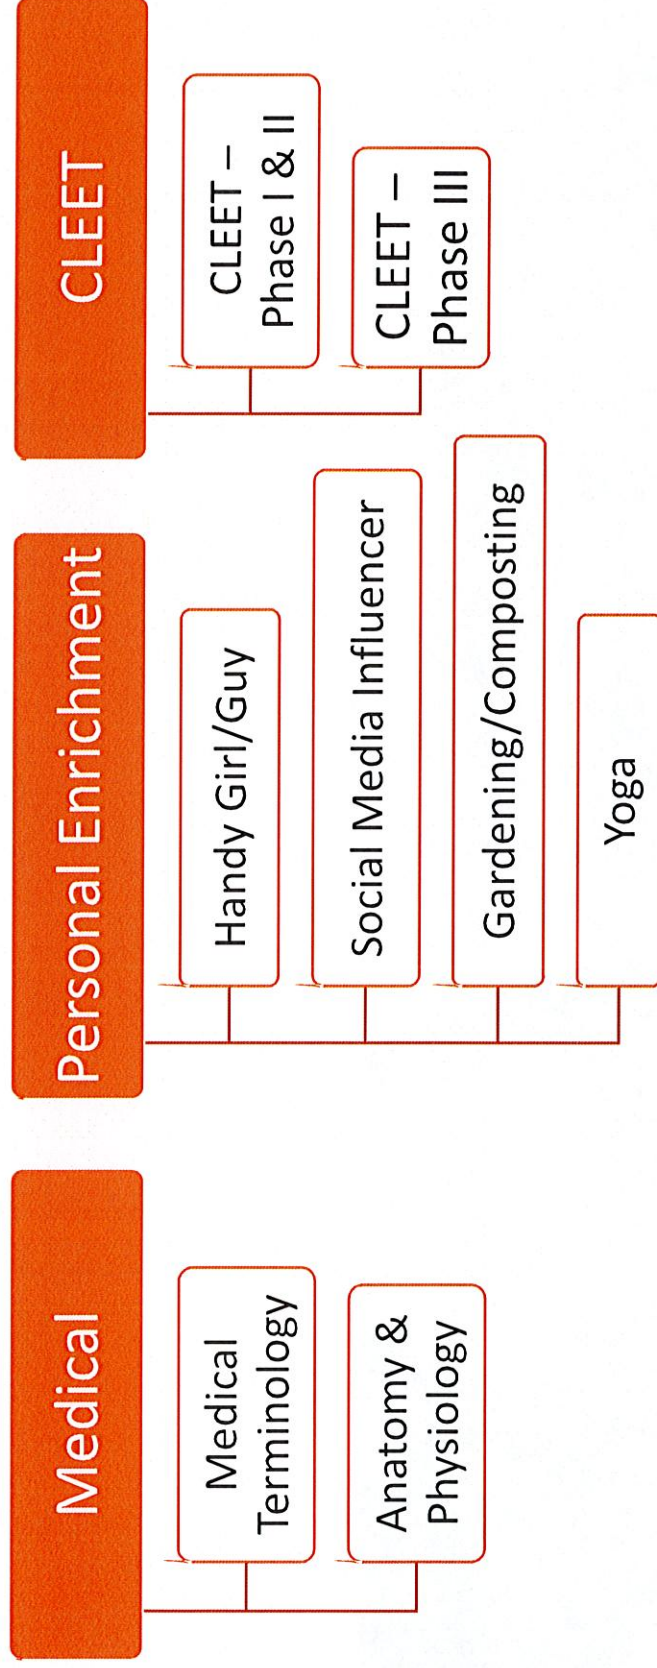 Medical
Medical
Terminology
Anatomy &
Physiology
Personal Enrichment
Handy Girl/Guy
Social Media Influencer
Gardening/Composting
Yoga
CLEET
CLEET –
Phase I & II
CLEET –
Phase III